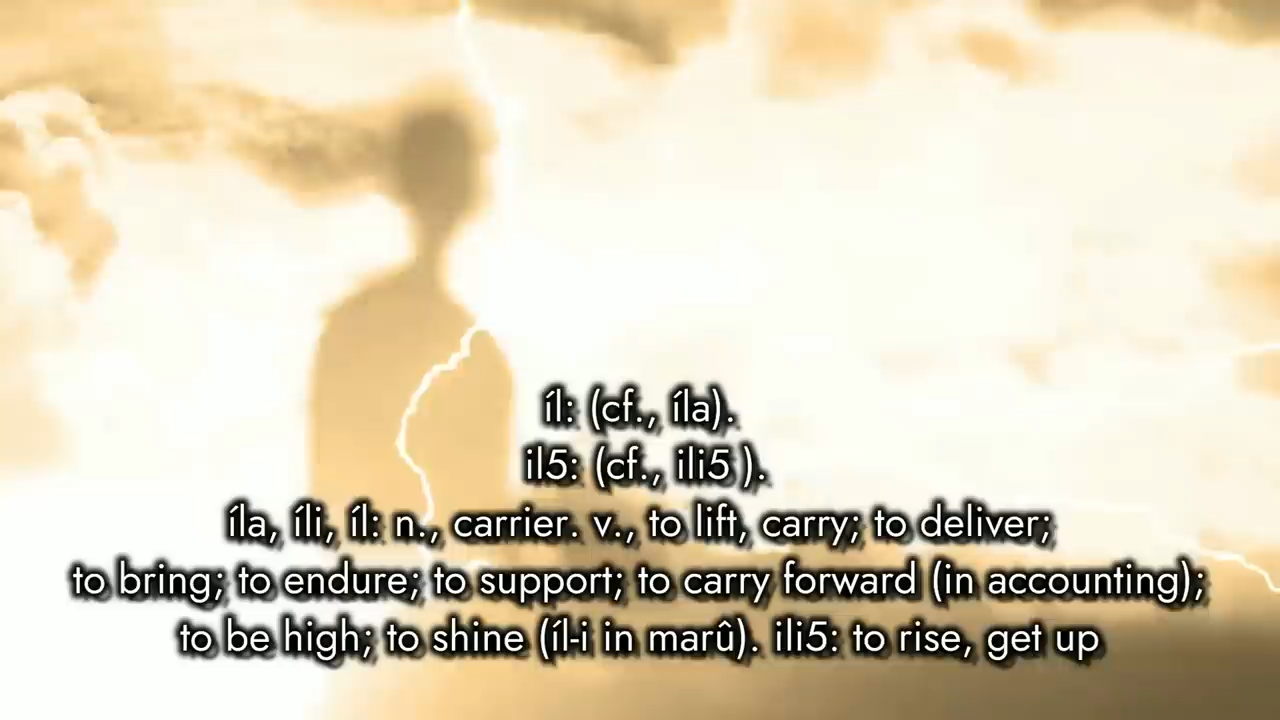 íl: (cf., íla).
il5: (cf., ili5 ).
íla, íli, íl: n., carrier. v., to lift, carry; to deliver;
to bring; to endure; to support; to carry forward (in accounting);
to be high; to shine (íl-i in marû). ili5: to rise, get up